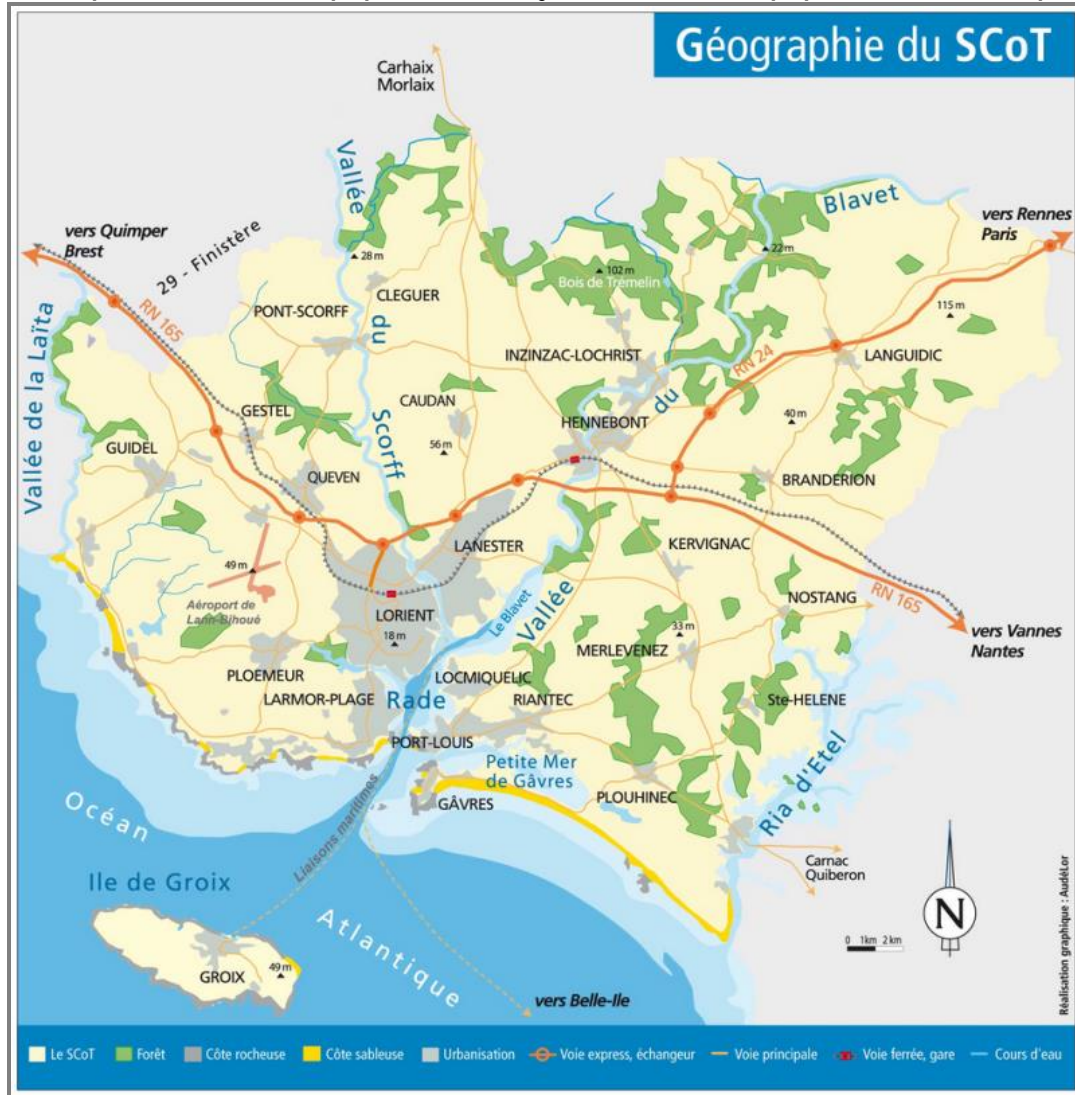 Géographie du SCoT
Carhaix
Morlaix
Vallée
du
Scorff
Blavet
vers Quimper
Brest
29 - Finistère
vers Rennes
Paris
28 m
22 m
102 m
Bois de Trémelin
CLEGUER
PONT-SCORFF
RN 165
115 m
Vallée de la Laïta
INZINZAC-LOCHRIST
RN 24
LANGUIDIC
du
CAUDAN
GESTEL
HENNEBONT
40 m
56 m
GUIDEL
QUEVEN
BRANDERION
LANESTER
KERVIGNAC
49 m
Aéroport de
Lann-Bihoué
NOSTANG
RN 165
LORIENT
Le Blavet
Vallée
18 m
33 m
vers Vannes
Nantes
MERLEVENEZ
PLOEMEUR
LOCMIQUELIC
LARMOR-PLAGE
Rade
RIANTEC
Ste-HELENE
PORT-LOUIS
Petite Mer
de Gâvres
Ria d'Etel
GÂVRES
PLOUHINEC
Océan
Liaisons maritimes
Carnac
Quiberon
Ile de Groix
Atlantique
N
0 1km 2 km
GROIX
49 m
vers Belle-Ile
Réalisation graphique : AudéLor
Le SCoT Forêt Côte rocheuse Côte sableuse Urbanisation Voie express, échangeur Voie principale Voie ferrée, gare Cours d'eau